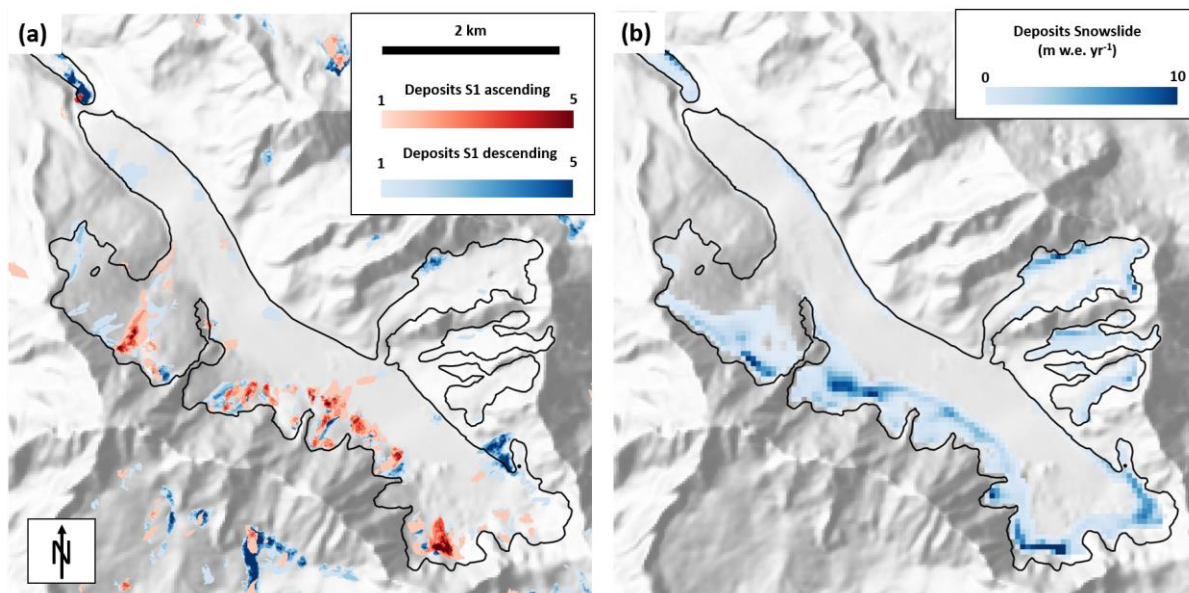 (a)
2 km
Deposits S1 ascending
1 5
Deposits S1 descending
1 5
N
(b)
Deposits Snowslide
(m w.e. yr⁻¹)
0 10